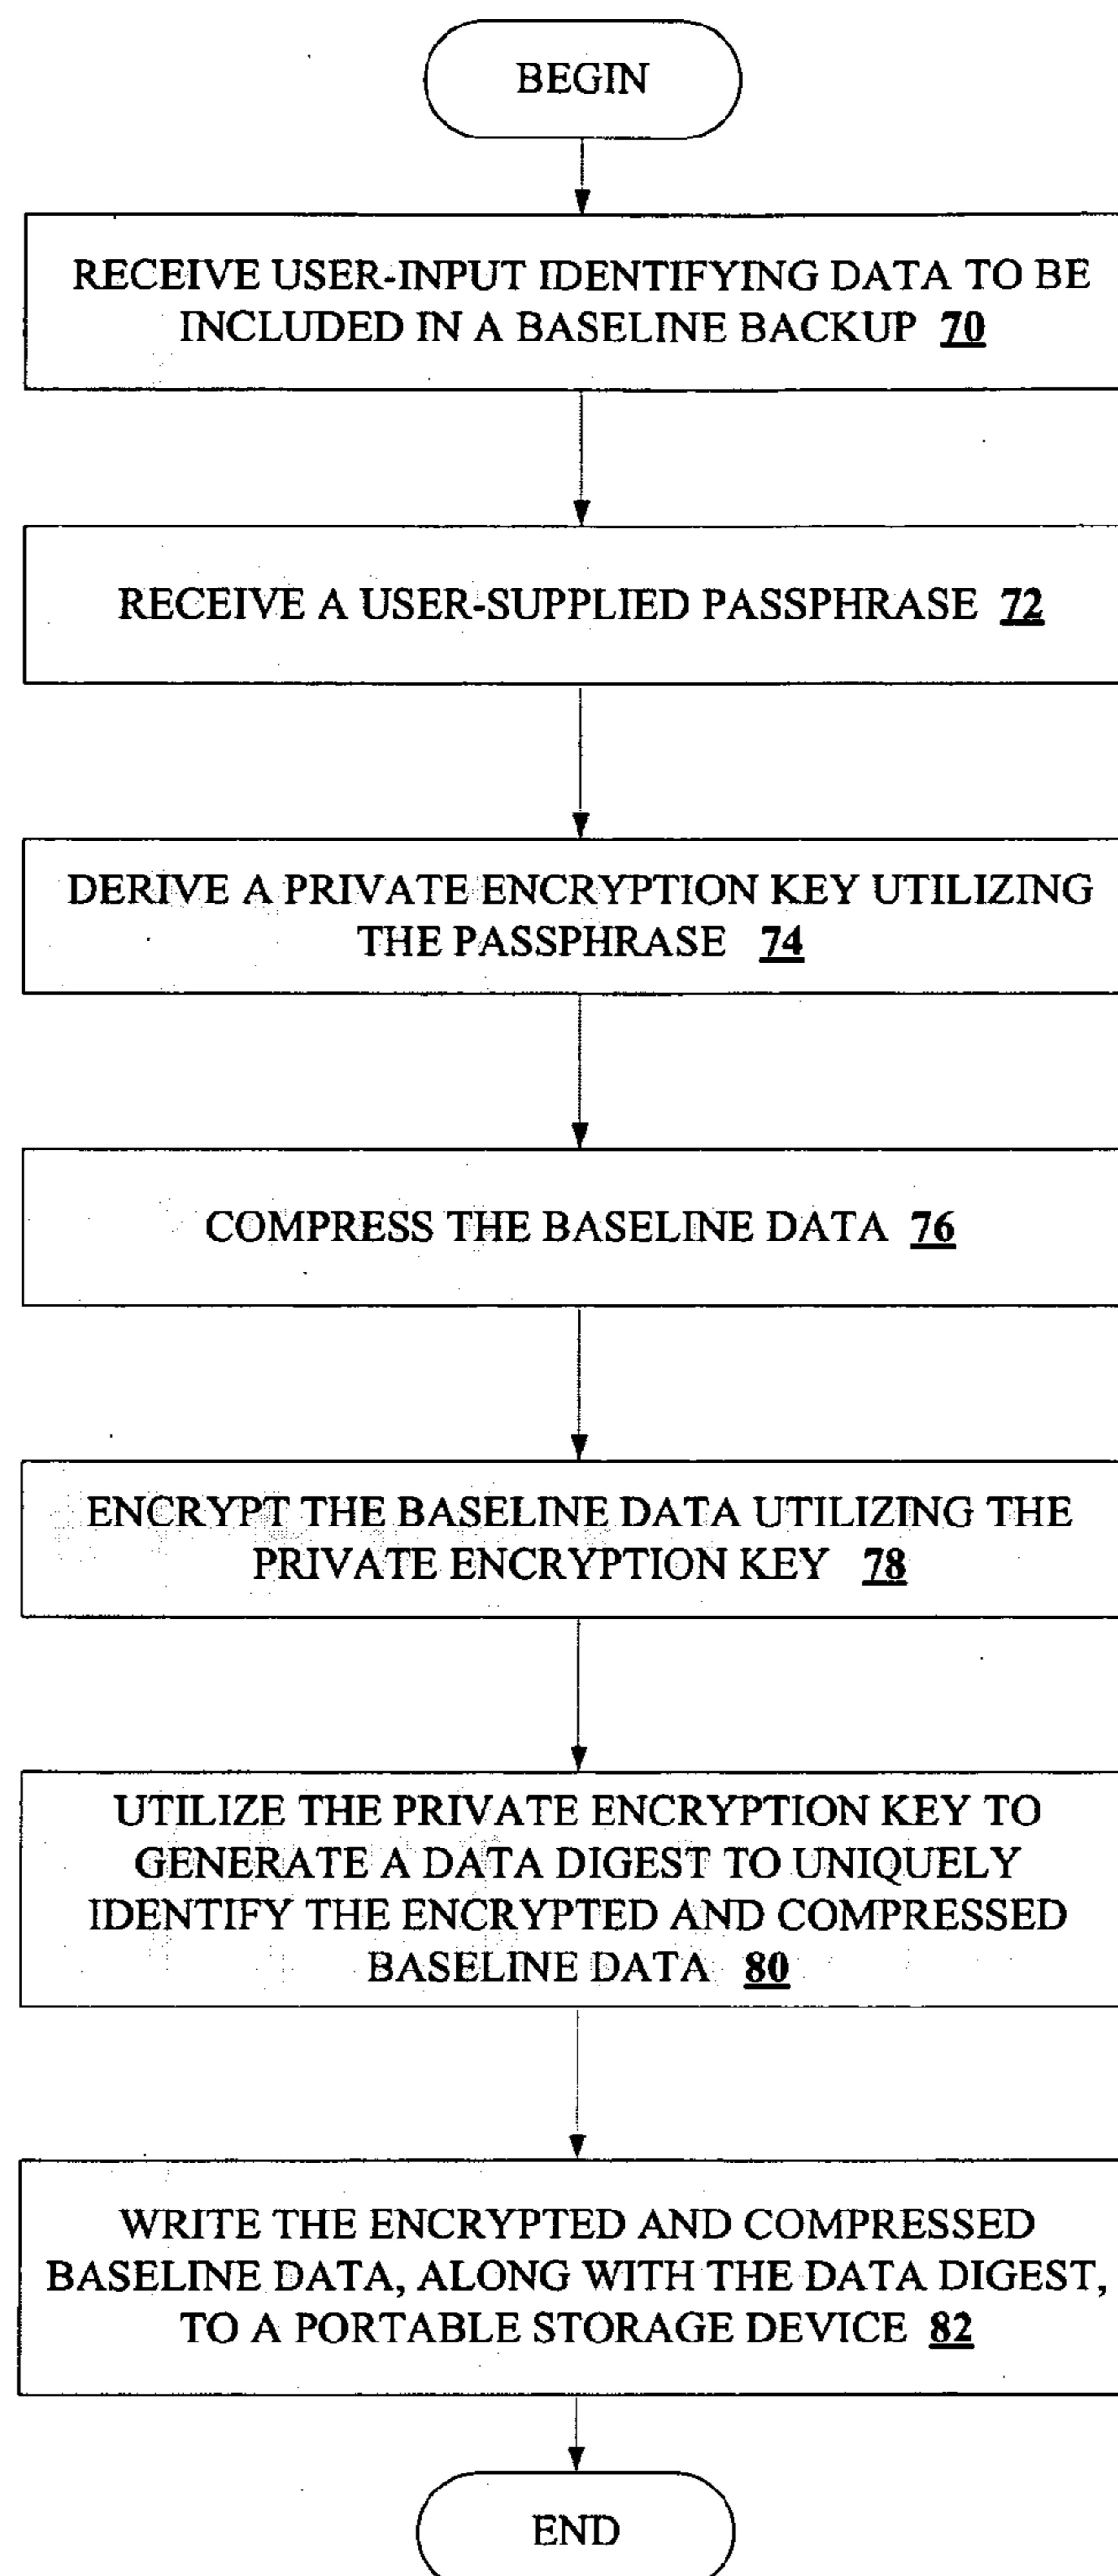 BEGIN
RECEIVE USER-INPUT IDENTIFYING DATA TO BE
INCLUDED IN A BASELINE BACKUP 70
RECEIVE A USER-SUPPLIED PASSPHRASE 72
DERIVE A PRIVATE ENCRYPTION KEY UTILIZING
THE PASSPHRASE 74
COMPRESS THE BASELINE DATA 76
ENCRYPT THE BASELINE DATA UTILIZING THE
PRIVATE ENCRYPTION KEY 78
UTILIZE THE PRIVATE ENCRYPTION KEY TO
GENERATE A DATA DIGEST TO UNIQUELY
IDENTIFY THE ENCRYPTED AND COMPRESSED
BASELINE DATA 80
WRITE THE ENCRYPTED AND COMPRESSED
BASELINE DATA, ALONG WITH THE DATA DIGEST,
TO A PORTABLE STORAGE DEVICE 82
END